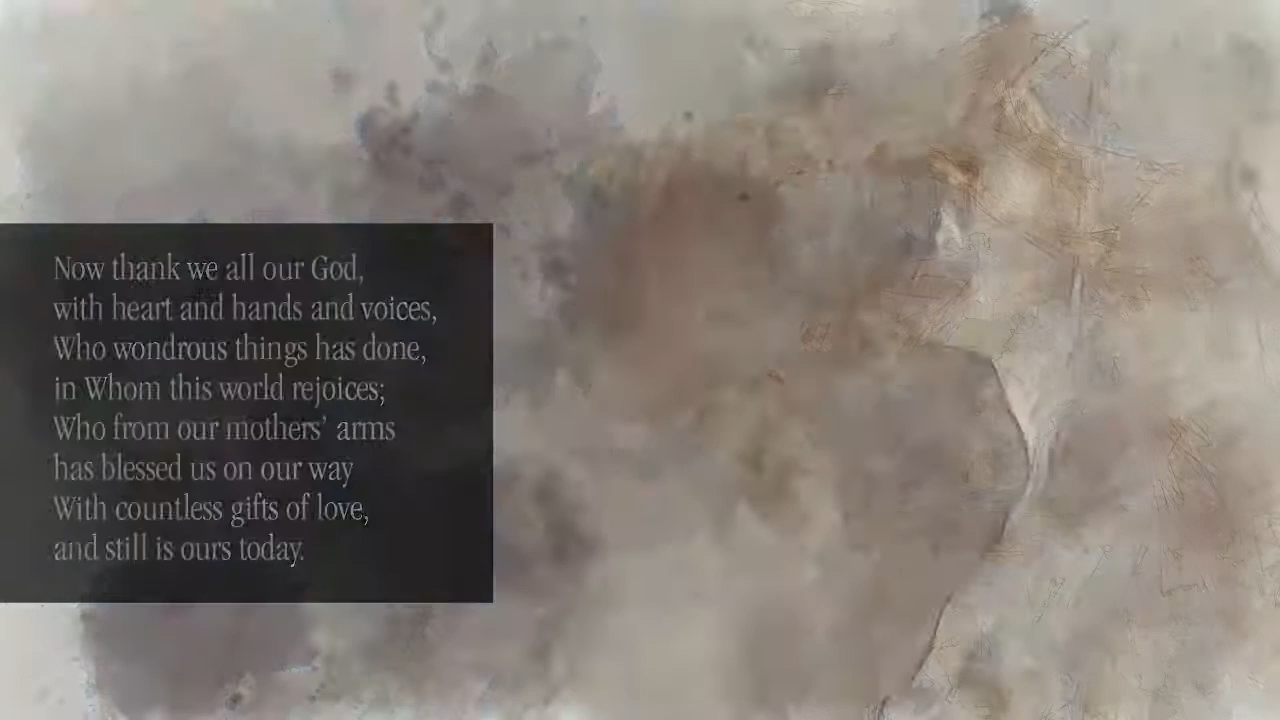 Now thank we all our God,
with heart and hands and voices,
Who wondrous things has done,
in Whom this world rejoices;
Who from our mothers’ arms
has blessed us on our way
With countless gifts of love,
and still is ours today.